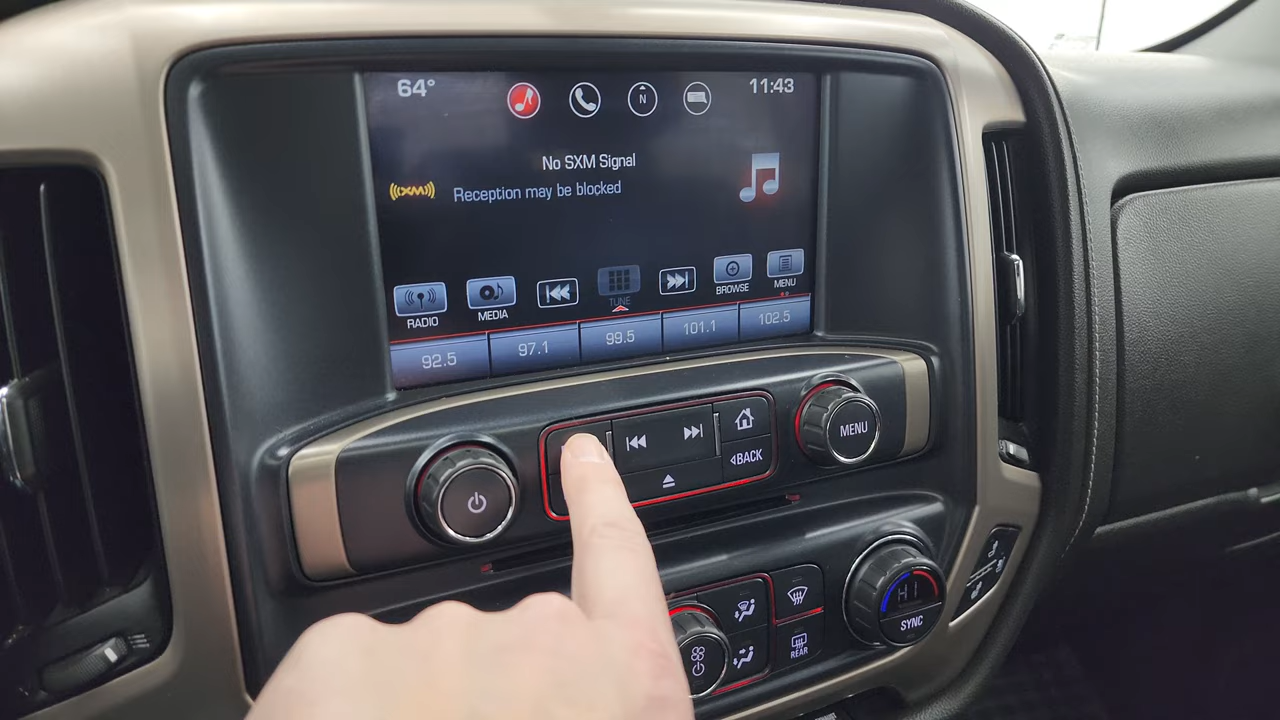 64°
N
11:43
No SXM Signal
((XM))
Reception may be blocked
RADIO
MEDIA
TUNE
BROWSE
MENU
92.5
97.1
99.5
101.1
102.5
MENU
BACK
HI
SYNC
REAR